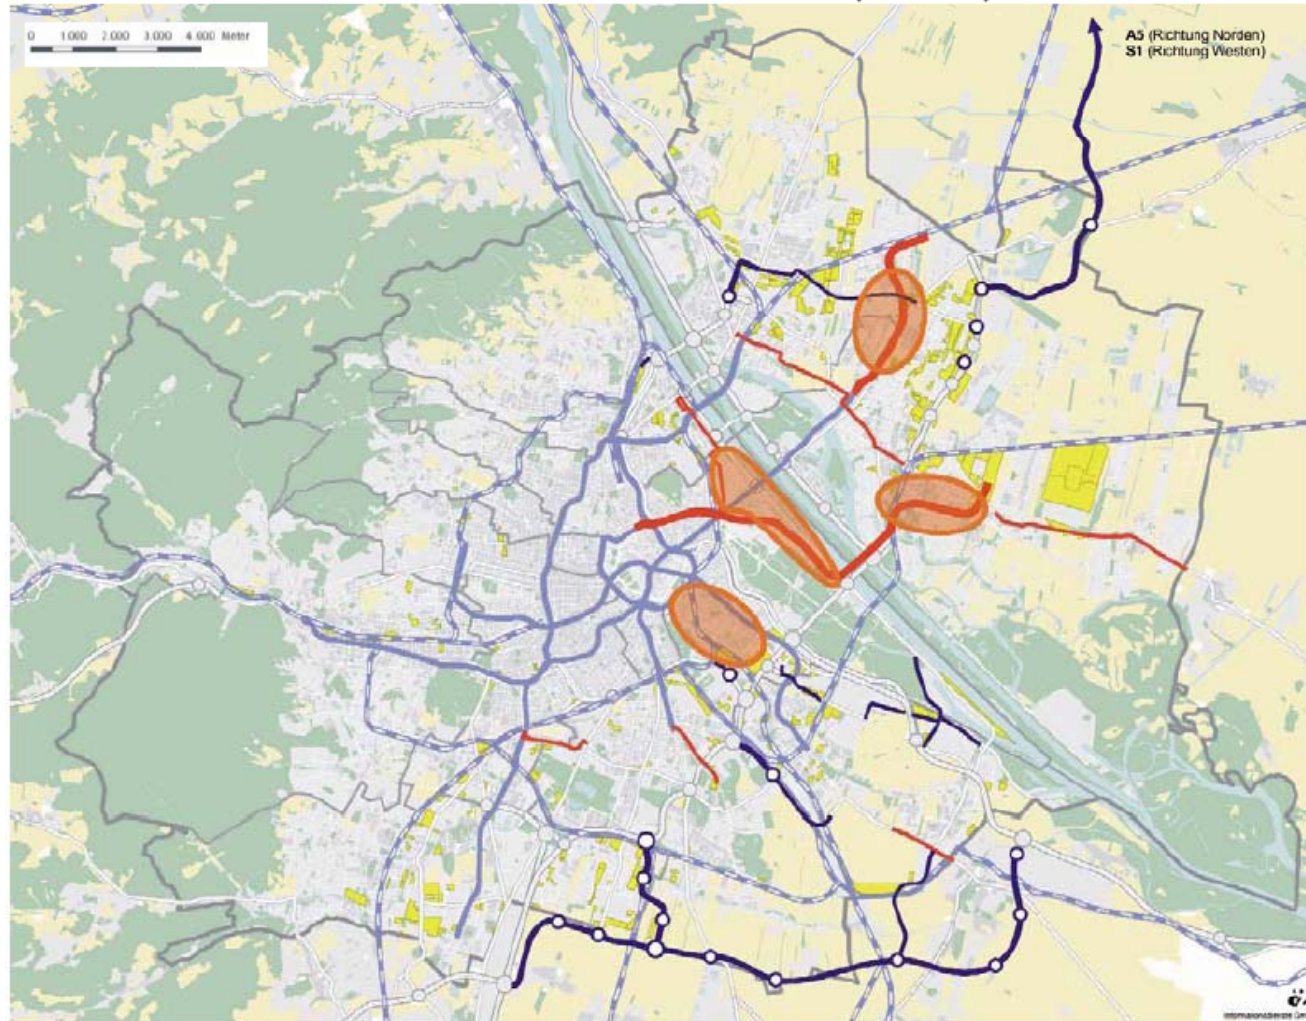 0 1.000 2.000 3.000 4.000 Meter
A5 (Richtung Norden)
S1 (Richtung Westen)